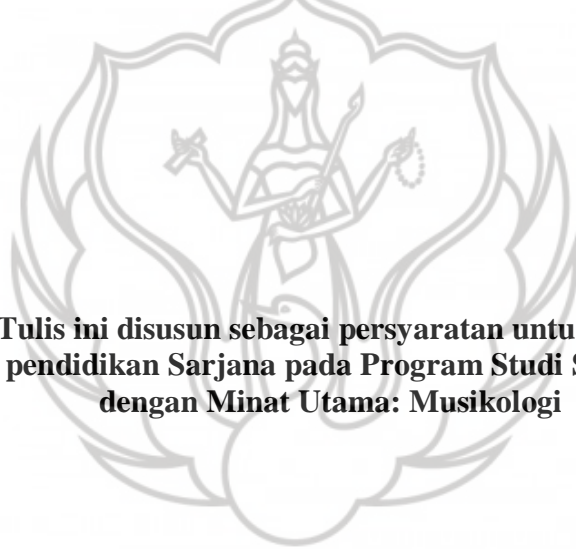 Tulis ini disusun sebagai persyaratan untu
pendidikan Sarjana pada Program Studi S
dengan Minat Utama: Musikologi